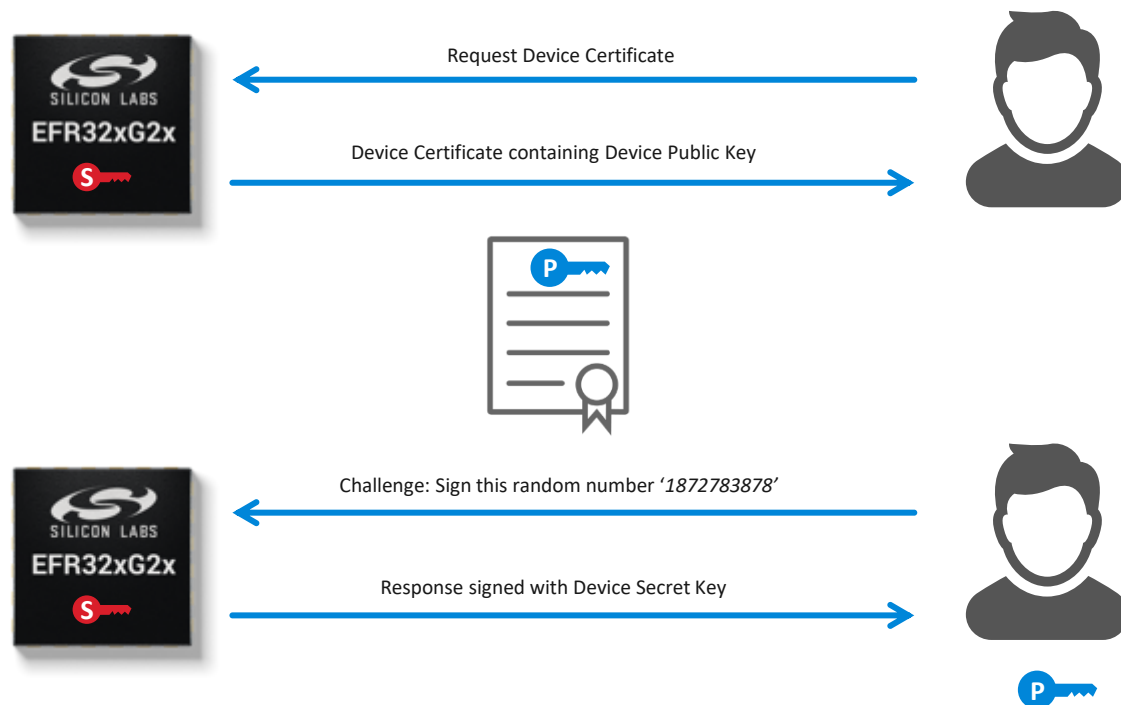 Request Device Certificate
SILICON LABS
EFR32xG2x
S
Device Certificate containing Device Public Key
P
Challenge: Sign this random number ‘1872783878’
SILICON LABS
EFR32xG2x
S
Response signed with Device Secret Key
P